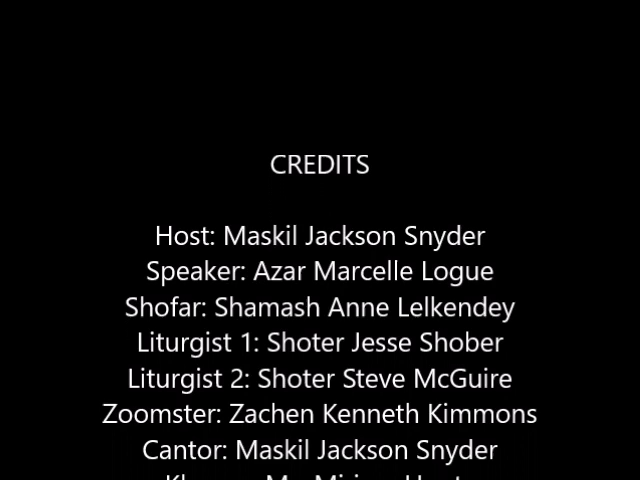 CREDITS
Host: Maskil Jackson Snyder
Speaker: Azar Marcelle Logue
Shofar: Shamash Anne Lelkendey
Liturgist 1: Shoter Jesse Shober
Liturgist 2: Shoter Steve McGuire
Zoomster: Zachen Kenneth Kimmons
Cantor: Maskil Jackson Snyder